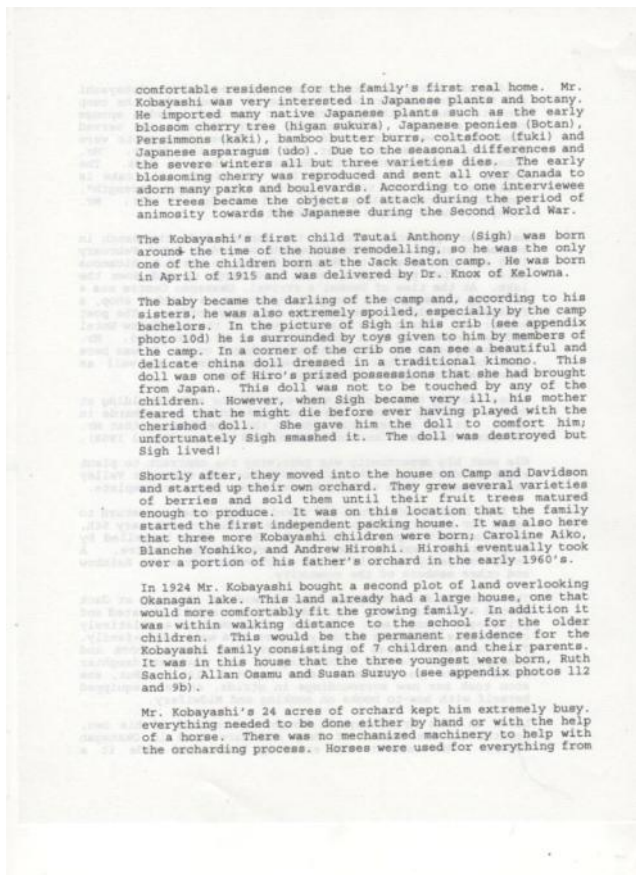 comfortable residence for the family's first real home. Mr.
Kobayashi was very interested in Japanese plants and botany.
He imported many native Japanese plants such as the early
blossom cherry tree (higan sukura), Japanese peonies (Botan),
Persimmons (kaki), bamboo butter burrs, coltsfoot (fuki) and
Japanese asparagus (udo). Due to the seasonal differences and
the severe winters all but three varieties dies. The early
blossoming cherry was reproduced and sent all over Canada to
adorn many parks and boulevards. According to one interviewee
the trees became the objects of attack during the period of
animosity towards the Japanese during the Second World War.
The Kobayashi's first child Tsutai Anthony (Sigh) was born
around the time of the house remodelling, so he was the only
one of the children born at the Jack Seaton camp. He was born
in April of 1915 and was delivered by Dr. Knox of Kelowna.
The baby became the darling of the camp and, according to his
sisters, he was also extremely spoiled, especially by the camp
bachelors. In the picture of Sigh in his crib (see appendix
photo 10d) he is surrounded by toys given to him by members of
the camp. In a corner of the crib one can see a beautiful and
delicate china doll dressed in a traditional kimono. This
doll was one of Hiro's prized possessions that she had brought
from Japan. This doll was not to be touched by any of the
children. However, when Sigh became very ill, his mother
feared that he might die before ever having played with the
cherished doll. She gave him the doll to comfort him;
unfortunately Sigh smashed it. The doll was destroyed but
Sigh lived!
Shortly after, they moved into the house on Camp and Davidson
and started up their own orchard. They grew several varieties
of berries and sold them until their fruit trees matured
enough to produce. It was on this location that the family
started the first independent packing house. It was also here
that three more Kobayashi children were born; Caroline Aiko,
Blanche Yoshiko, and Andrew Hiroshi. Hiroshi eventually took
over a portion of his father's orchard in the early 1960's.
In 1924 Mr. Kobayashi bought a second plot of land overlooking
Okanagan lake. This land already had a large house, one that
would more comfortably fit the growing family. In addition it
was within walking distance to the school for the older
children. This would be the permanent residence for the
Kobayashi family consisting of 7 children and their parents.
It was in this house that the three youngest were born, Ruth
Sachio, Allan Osamu and Susan Suzuyo (see appendix photos 112
and 9b).
Mr. Kobayashi's 24 acres of orchard kept him extremely busy.
everything needed to be done either by hand or with the help
of a horse. There was no mechanized machinery to help with
the orcharding process. Horses were used for everything from